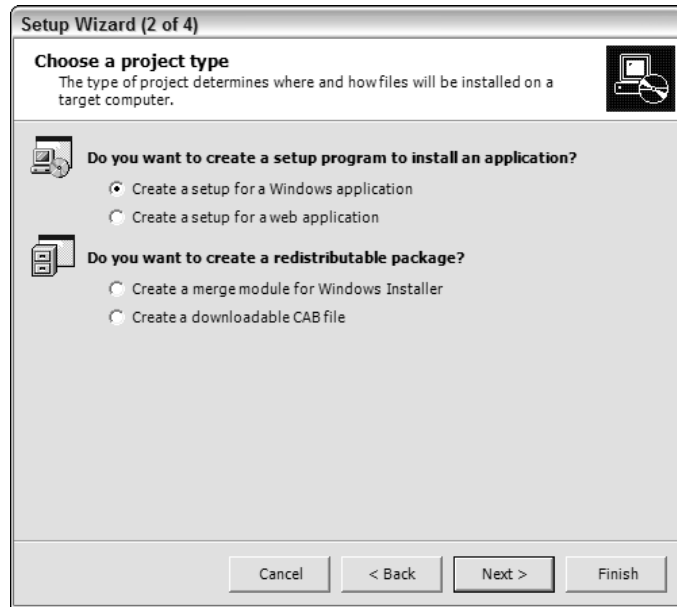 Setup Wizard (2 of 4)
Choose a project type
The type of project determines where and how files will be installed on a
target computer.
Do you want to create a setup program to install an application?
Create a setup for a Windows application
Create a setup for a web application
Do you want to create a redistributable package?
Create a merge module for Windows Installer
Create a downloadable CAB file
Cancel
< Back
Next >
Finish